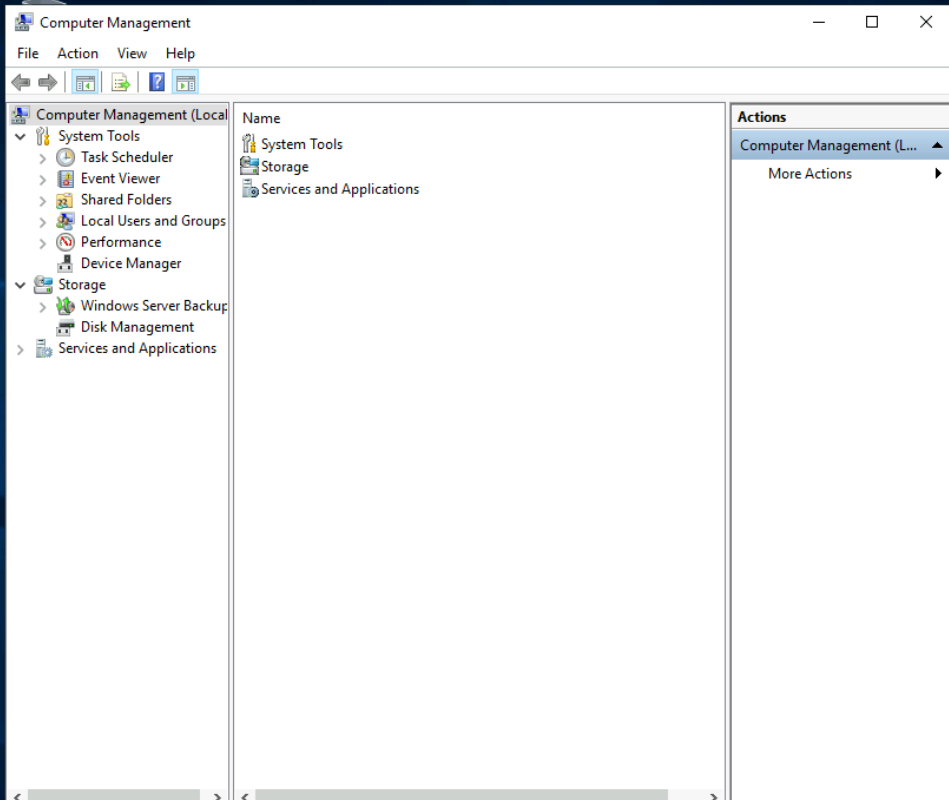 Computer Management
File Action View Help
Computer Management (Local
System Tools
Task Scheduler
Event Viewer
Shared Folders
Local Users and Groups
Performance
Device Manager
Storage
Windows Server Backup
Disk Management
Services and Applications
Name
System Tools
Storage
Services and Applications
Actions
Computer Management (L...
More Actions